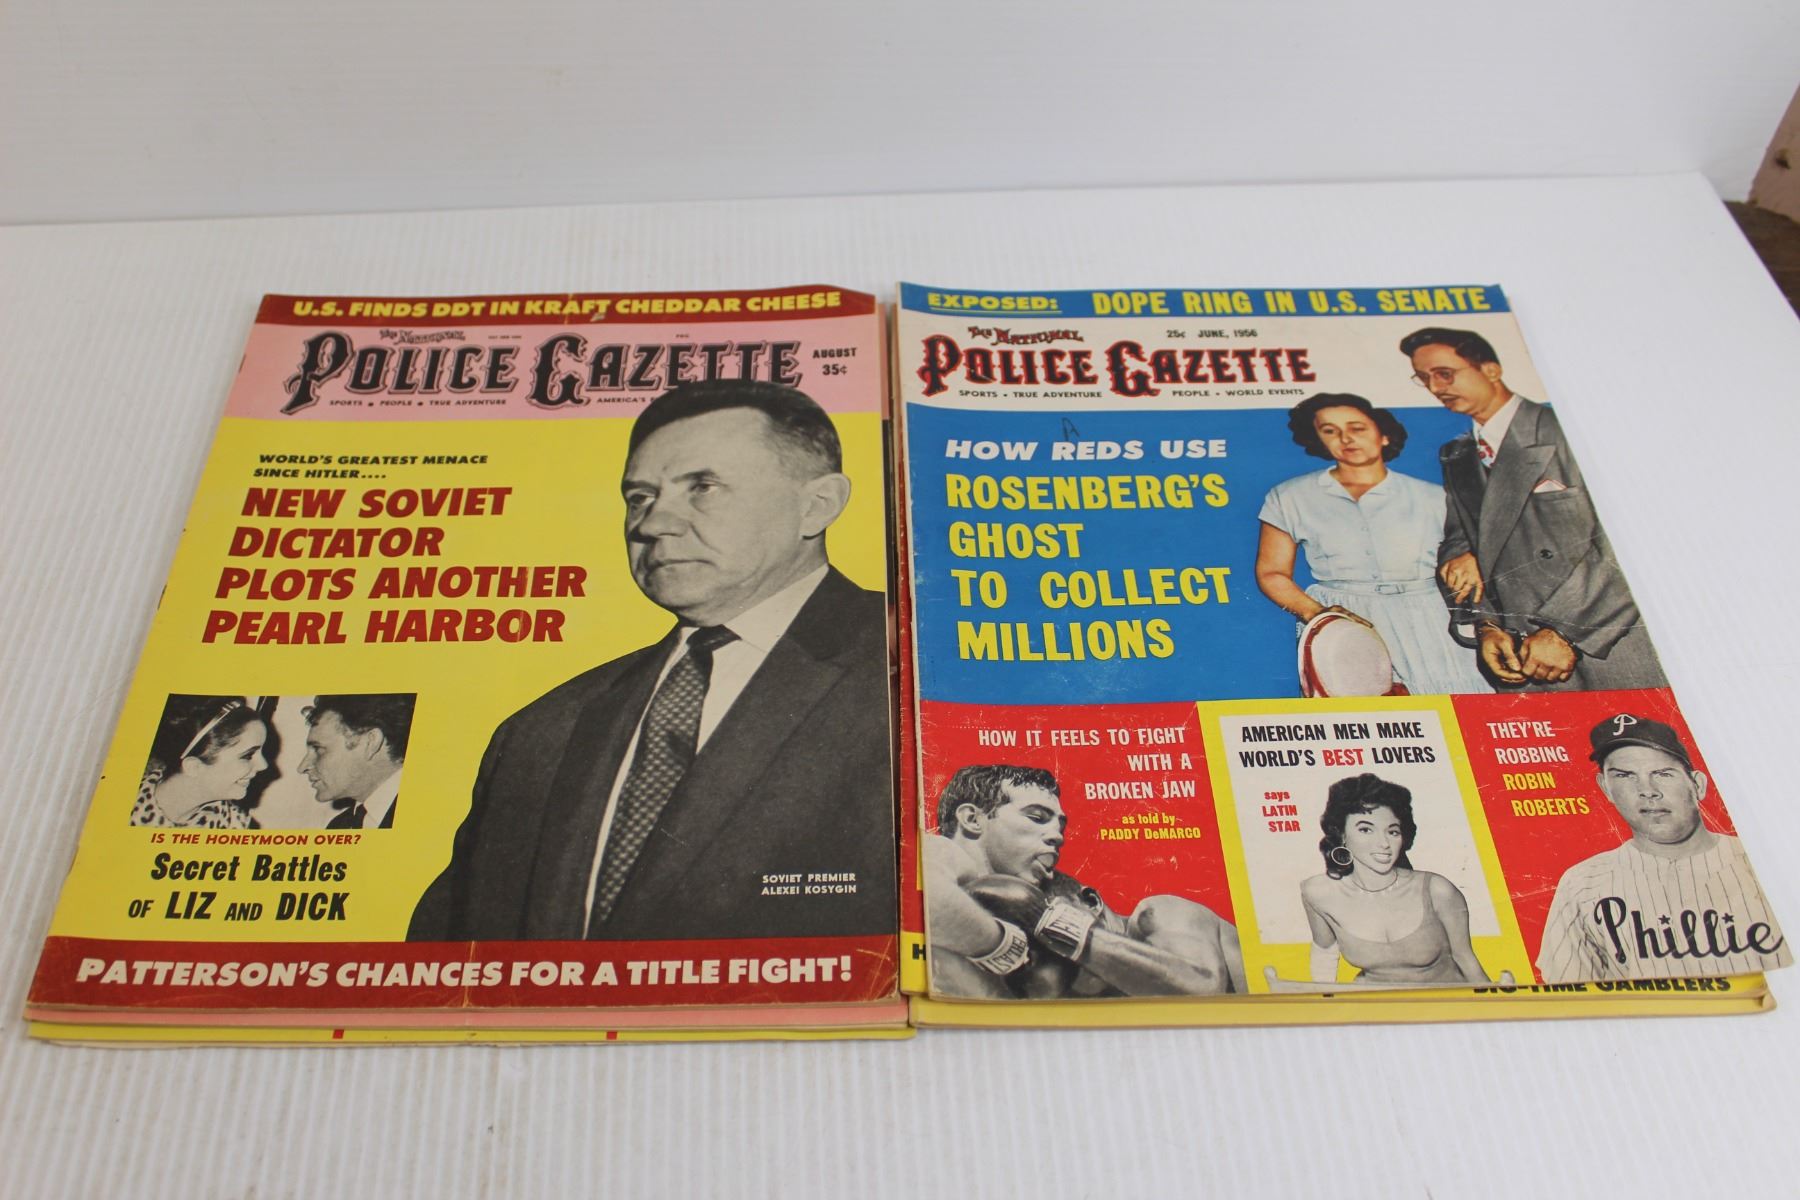 U.S. FINDS DDT IN KRAFT CHEDDAR CHEESE
THE NATIONAL
POLICE GAZETTE
AUGUST
35¢
SPORTS • PEOPLE • TRUE ADVENTURE
AMERICA'S
WORLD'S GREATEST MENACE
SINCE HITLER....
NEW SOVIET
DICTATOR
PLOTS ANOTHER
PEARL HARBOR
IS THE HONEYMOON OVER?
Secret Battles
OF LIZ AND DICK
SOVIET PREMIER
ALEXEI KOSYGIN
PATTERSON'S CHANCES FOR A TITLE FIGHT!
EXPOSED: DOPE RING IN U.S. SENATE
THE NATIONAL
25¢ JUNE, 1956
POLICE GAZETTE
SPORTS • TRUE ADVENTURE
PEOPLE • WORLD EVENTS
HOW REDS USE
ROSENBERG'S
GHOST
TO COLLECT
MILLIONS
HOW IT FEELS TO FIGHT
WITH A
BROKEN JAW
as told by
PADDY DeMARCO
AMERICAN MEN MAKE
WORLD'S BEST LOVERS
says
LATIN
STAR
THEY'RE
ROBBING
ROBIN
ROBERTS
P
Phillie
BIG-TIME GAMBLERS